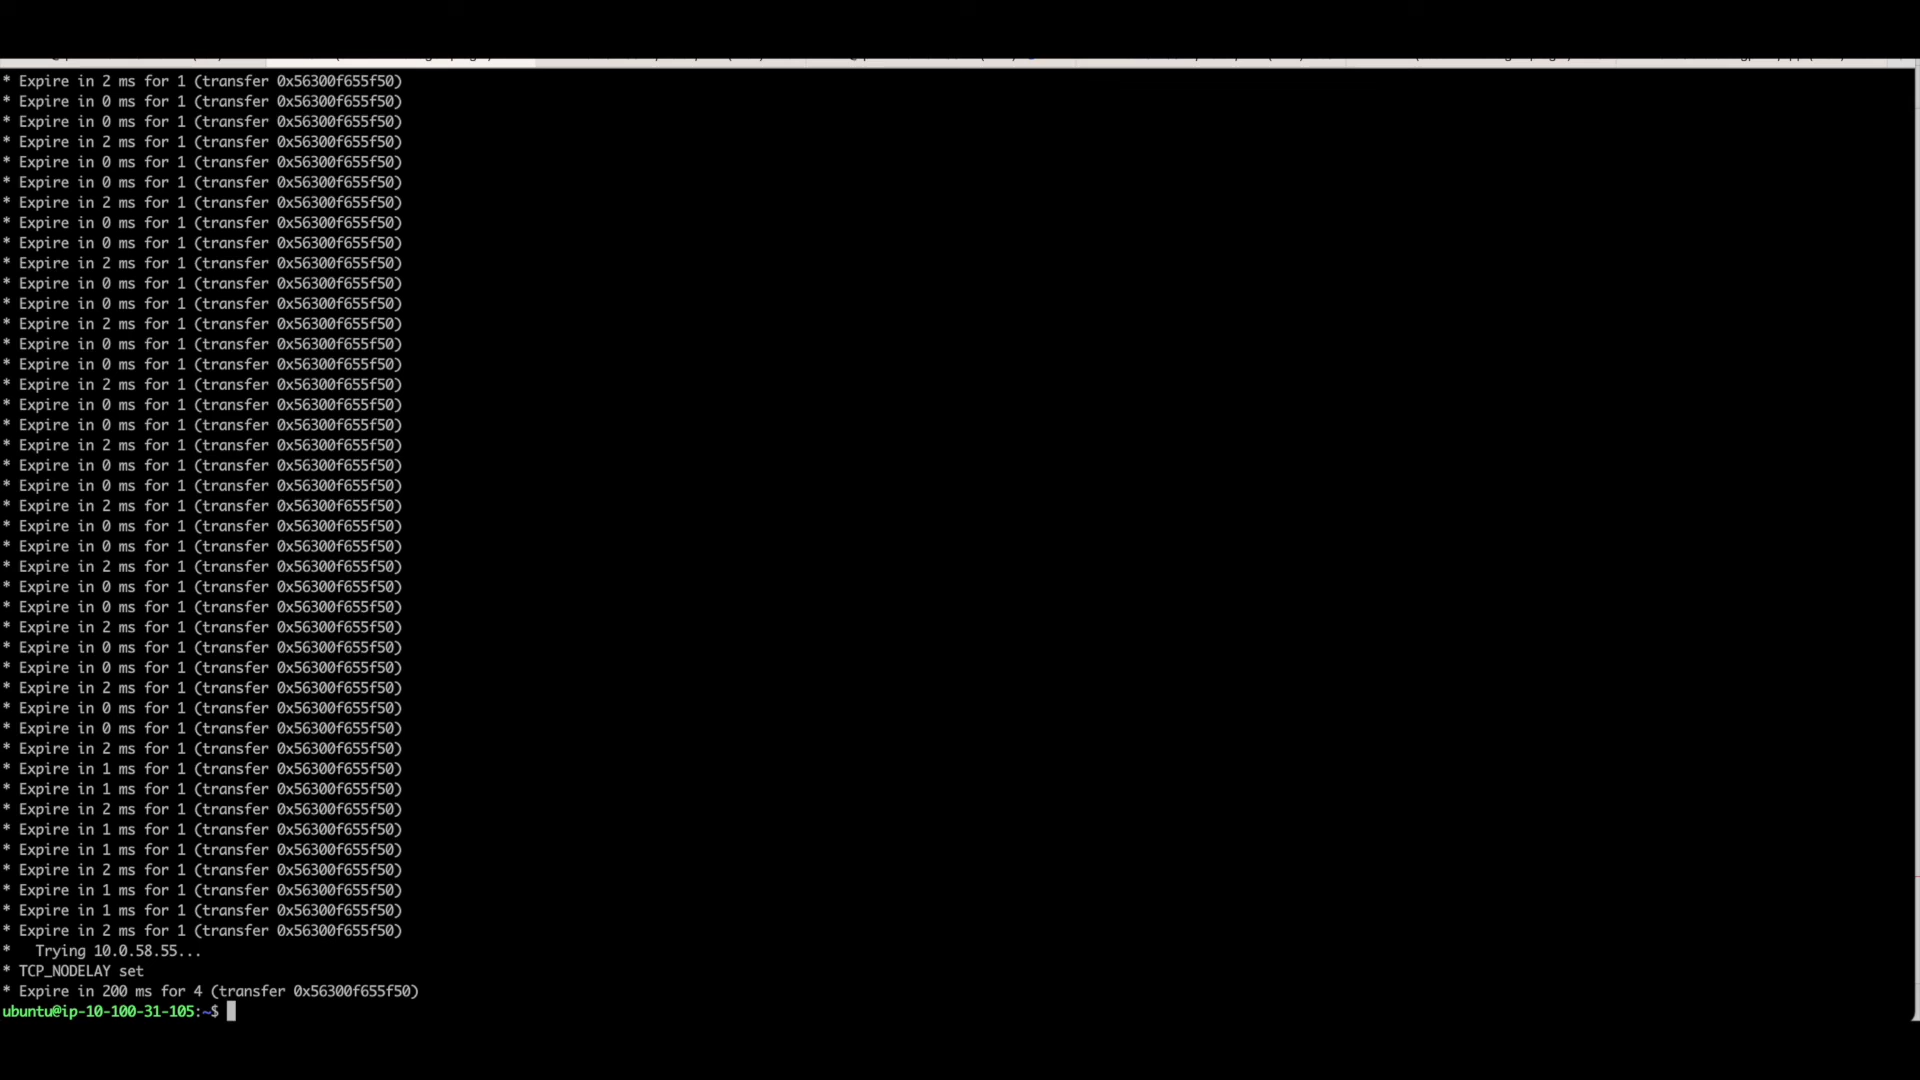 * Expire in 2 ms for 1 (transfer 0x56300f655f50)
* Expire in 0 ms for 1 (transfer 0x56300f655f50)
* Expire in 0 ms for 1 (transfer 0x56300f655f50)
* Expire in 2 ms for 1 (transfer 0x56300f655f50)
* Expire in 0 ms for 1 (transfer 0x56300f655f50)
* Expire in 0 ms for 1 (transfer 0x56300f655f50)
* Expire in 2 ms for 1 (transfer 0x56300f655f50)
* Expire in 0 ms for 1 (transfer 0x56300f655f50)
* Expire in 0 ms for 1 (transfer 0x56300f655f50)
* Expire in 2 ms for 1 (transfer 0x56300f655f50)
* Expire in 0 ms for 1 (transfer 0x56300f655f50)
* Expire in 0 ms for 1 (transfer 0x56300f655f50)
* Expire in 2 ms for 1 (transfer 0x56300f655f50)
* Expire in 0 ms for 1 (transfer 0x56300f655f50)
* Expire in 0 ms for 1 (transfer 0x56300f655f50)
* Expire in 2 ms for 1 (transfer 0x56300f655f50)
* Expire in 0 ms for 1 (transfer 0x56300f655f50)
* Expire in 0 ms for 1 (transfer 0x56300f655f50)
* Expire in 2 ms for 1 (transfer 0x56300f655f50)
* Expire in 0 ms for 1 (transfer 0x56300f655f50)
* Expire in 0 ms for 1 (transfer 0x56300f655f50)
* Expire in 2 ms for 1 (transfer 0x56300f655f50)
* Expire in 0 ms for 1 (transfer 0x56300f655f50)
* Expire in 0 ms for 1 (transfer 0x56300f655f50)
* Expire in 2 ms for 1 (transfer 0x56300f655f50)
* Expire in 0 ms for 1 (transfer 0x56300f655f50)
* Expire in 0 ms for 1 (transfer 0x56300f655f50)
* Expire in 2 ms for 1 (transfer 0x56300f655f50)
* Expire in 0 ms for 1 (transfer 0x56300f655f50)
* Expire in 0 ms for 1 (transfer 0x56300f655f50)
* Expire in 2 ms for 1 (transfer 0x56300f655f50)
* Expire in 0 ms for 1 (transfer 0x56300f655f50)
* Expire in 0 ms for 1 (transfer 0x56300f655f50)
* Expire in 2 ms for 1 (transfer 0x56300f655f50)
* Expire in 1 ms for 1 (transfer 0x56300f655f50)
* Expire in 1 ms for 1 (transfer 0x56300f655f50)
* Expire in 2 ms for 1 (transfer 0x56300f655f50)
* Expire in 1 ms for 1 (transfer 0x56300f655f50)
* Expire in 1 ms for 1 (transfer 0x56300f655f50)
* Expire in 2 ms for 1 (transfer 0x56300f655f50)
* Expire in 1 ms for 1 (transfer 0x56300f655f50)
* Expire in 1 ms for 1 (transfer 0x56300f655f50)
* Expire in 2 ms for 1 (transfer 0x56300f655f50)
*   Trying 10.0.58.55...
* TCP_NODELAY set
* Expire in 200 ms for 4 (transfer 0x56300f655f50)
ubuntu@ip-10-100-31-105:~$